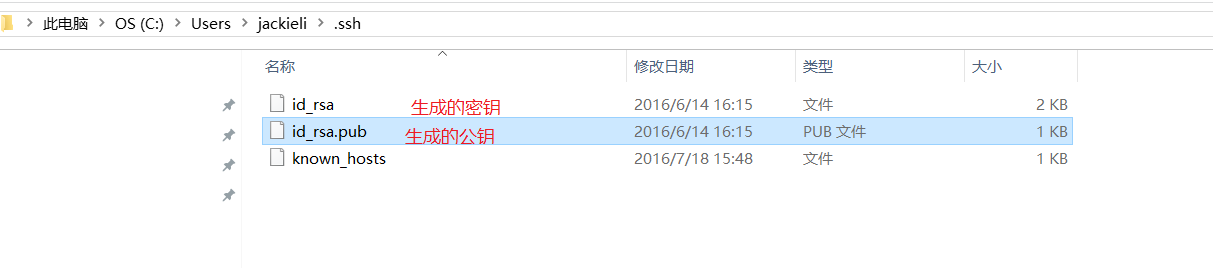 此电脑 > OS (C:) > Users > jackieli > .ssh
名称 修改日期 类型 大小
id_rsa 生成的密钥 2016/6/14 16:15 文件 2 KB
id_rsa.pub 生成的公钥 2016/6/14 16:15 PUB 文件 1 KB
known_hosts 2016/7/18 15:48 文件 1 KB